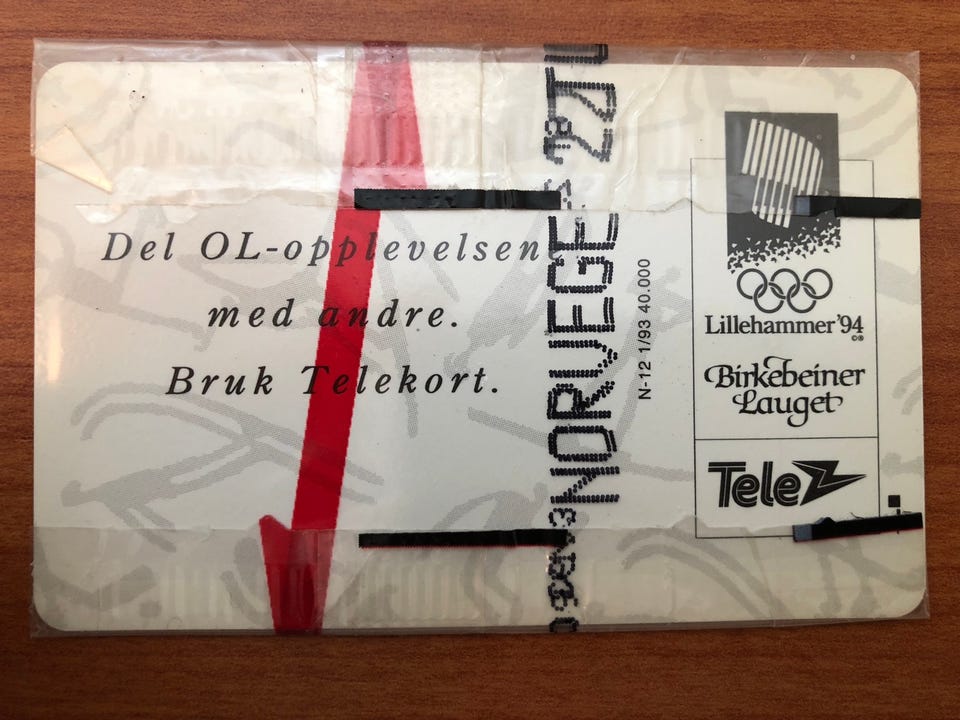 Del OL-opplevelsen
med andre.
Bruk Telekort.
NORVEGE
N-12 1/93 40.000
Lillehammer'94
©®
Birkebeiner
Lauget
Tele